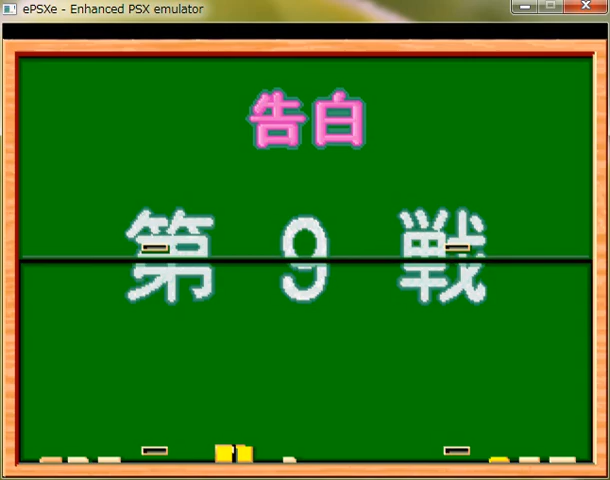 ePSXe - Enhanced PSX emulator
告白
第9戦